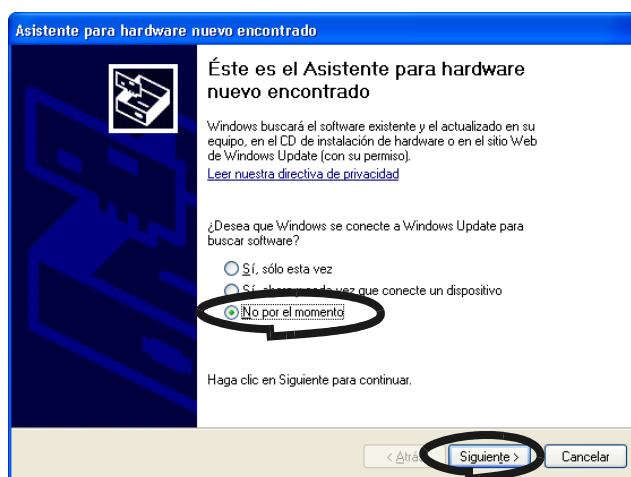 Asistente para hardware nuevo encontrado
Éste es el Asistente para hardware
nuevo encontrado
Windows buscará el software existente y el actualizado en su
equipo, en el CD de instalación de hardware o en el sitio Web
de Windows Update (con su permiso).
Leer nuestra directiva de privacidad
¿Desea que Windows se conecte a Windows Update para
buscar software?
Sí, sólo esta vez
Sí, ahora y cada vez que conecte un dispositivo
No por el momento
Haga clic en Siguiente para continuar.
< Atrás Siguiente > Cancelar